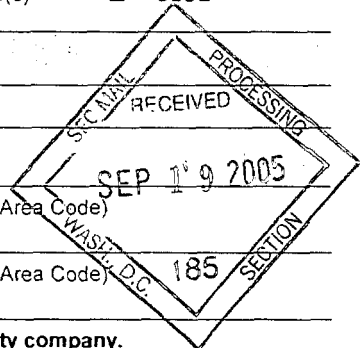 SEC MAIL
PROCESSING
RECEIVED
SEP 19 2005
Area Code)
WASH., D.C.
185
SECTION
Area Code)
ty company.